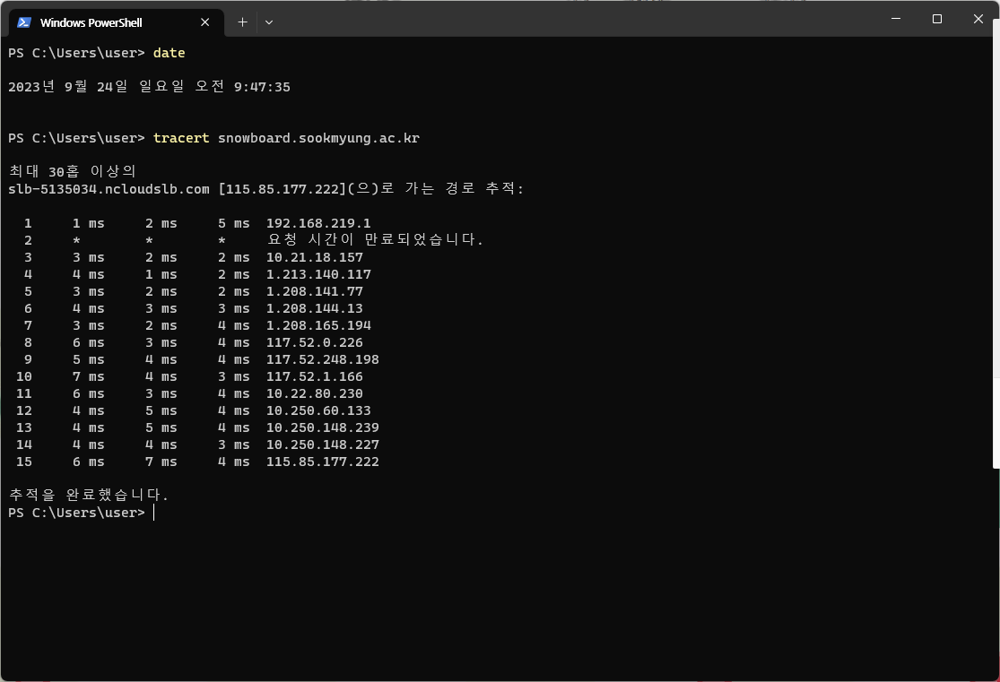 Windows PowerShell
PS C:\Users\user> date
2023년 9월 24일 일요일 오전 9:47:35
PS C:\Users\user> tracert snowboard.sookmyung.ac.kr
최대 30홉 이상의
slb-5135034.ncloudslb.com [115.85.177.222](으)로 가는 경로 추적:
1 1 ms 2 ms 5 ms 192.168.219.1
2 * * * 요청 시간이 만료되었습니다.
3 3 ms 2 ms 2 ms 10.21.18.157
4 4 ms 1 ms 2 ms 1.213.140.117
5 3 ms 2 ms 2 ms 1.208.141.77
6 4 ms 3 ms 3 ms 1.208.144.13
7 3 ms 2 ms 4 ms 1.208.165.194
8 6 ms 3 ms 4 ms 117.52.0.226
9 5 ms 4 ms 4 ms 117.52.248.198
10 7 ms 4 ms 3 ms 117.52.1.166
11 6 ms 3 ms 4 ms 10.22.80.230
12 4 ms 5 ms 4 ms 10.250.60.133
13 4 ms 5 ms 4 ms 10.250.148.239
14 4 ms 4 ms 3 ms 10.250.148.227
15 6 ms 7 ms 4 ms 115.85.177.222
추적을 완료했습니다.
PS C:\Users\user>